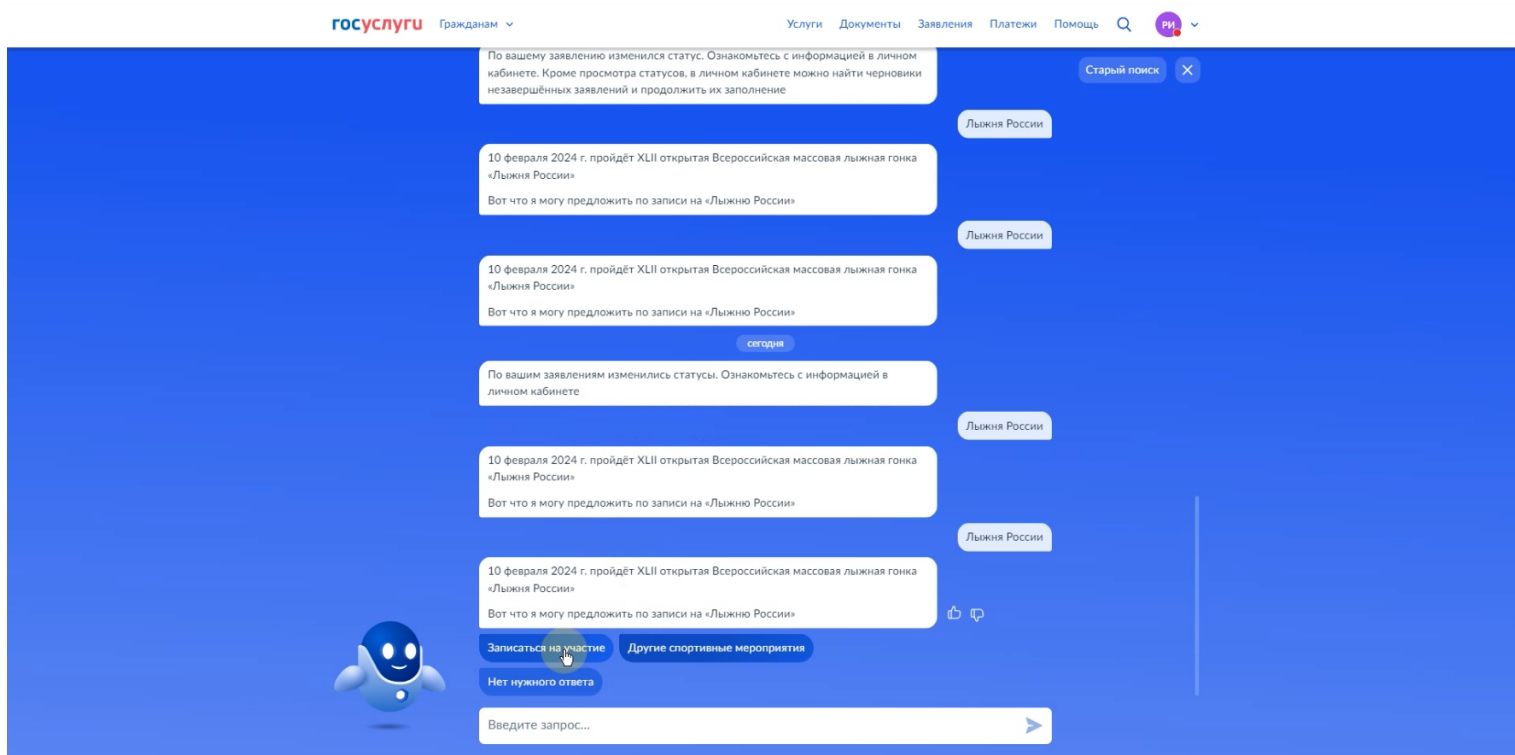 госуслуги Гражданам Услуги Документы Заявления Платежи Помощь РИ
Старый поиск
По вашему заявлению изменился статус. Ознакомьтесь с информацией в личном
кабинете. Кроме просмотра статусов, в личном кабинете можно найти черновики
незавершённых заявлений и продолжить их заполнение
Лыжня России
10 февраля 2024 г. пройдёт XLII открытая Всероссийская массовая лыжная гонка
«Лыжня России»
Вот что я могу предложить по записи на «Лыжню России»
Лыжня России
10 февраля 2024 г. пройдёт XLII открытая Всероссийская массовая лыжная гонка
«Лыжня России»
Вот что я могу предложить по записи на «Лыжню России»
сегодня
По вашим заявлениям изменились статусы. Ознакомьтесь с информацией в
личном кабинете
Лыжня России
10 февраля 2024 г. пройдёт XLII открытая Всероссийская массовая лыжная гонка
«Лыжня России»
Вот что я могу предложить по записи на «Лыжню России»
Лыжня России
10 февраля 2024 г. пройдёт XLII открытая Всероссийская массовая лыжная гонка
«Лыжня России»
Вот что я могу предложить по записи на «Лыжню России»
Записаться на участие Другие спортивные мероприятия
Нет нужного ответа
Введите запрос...